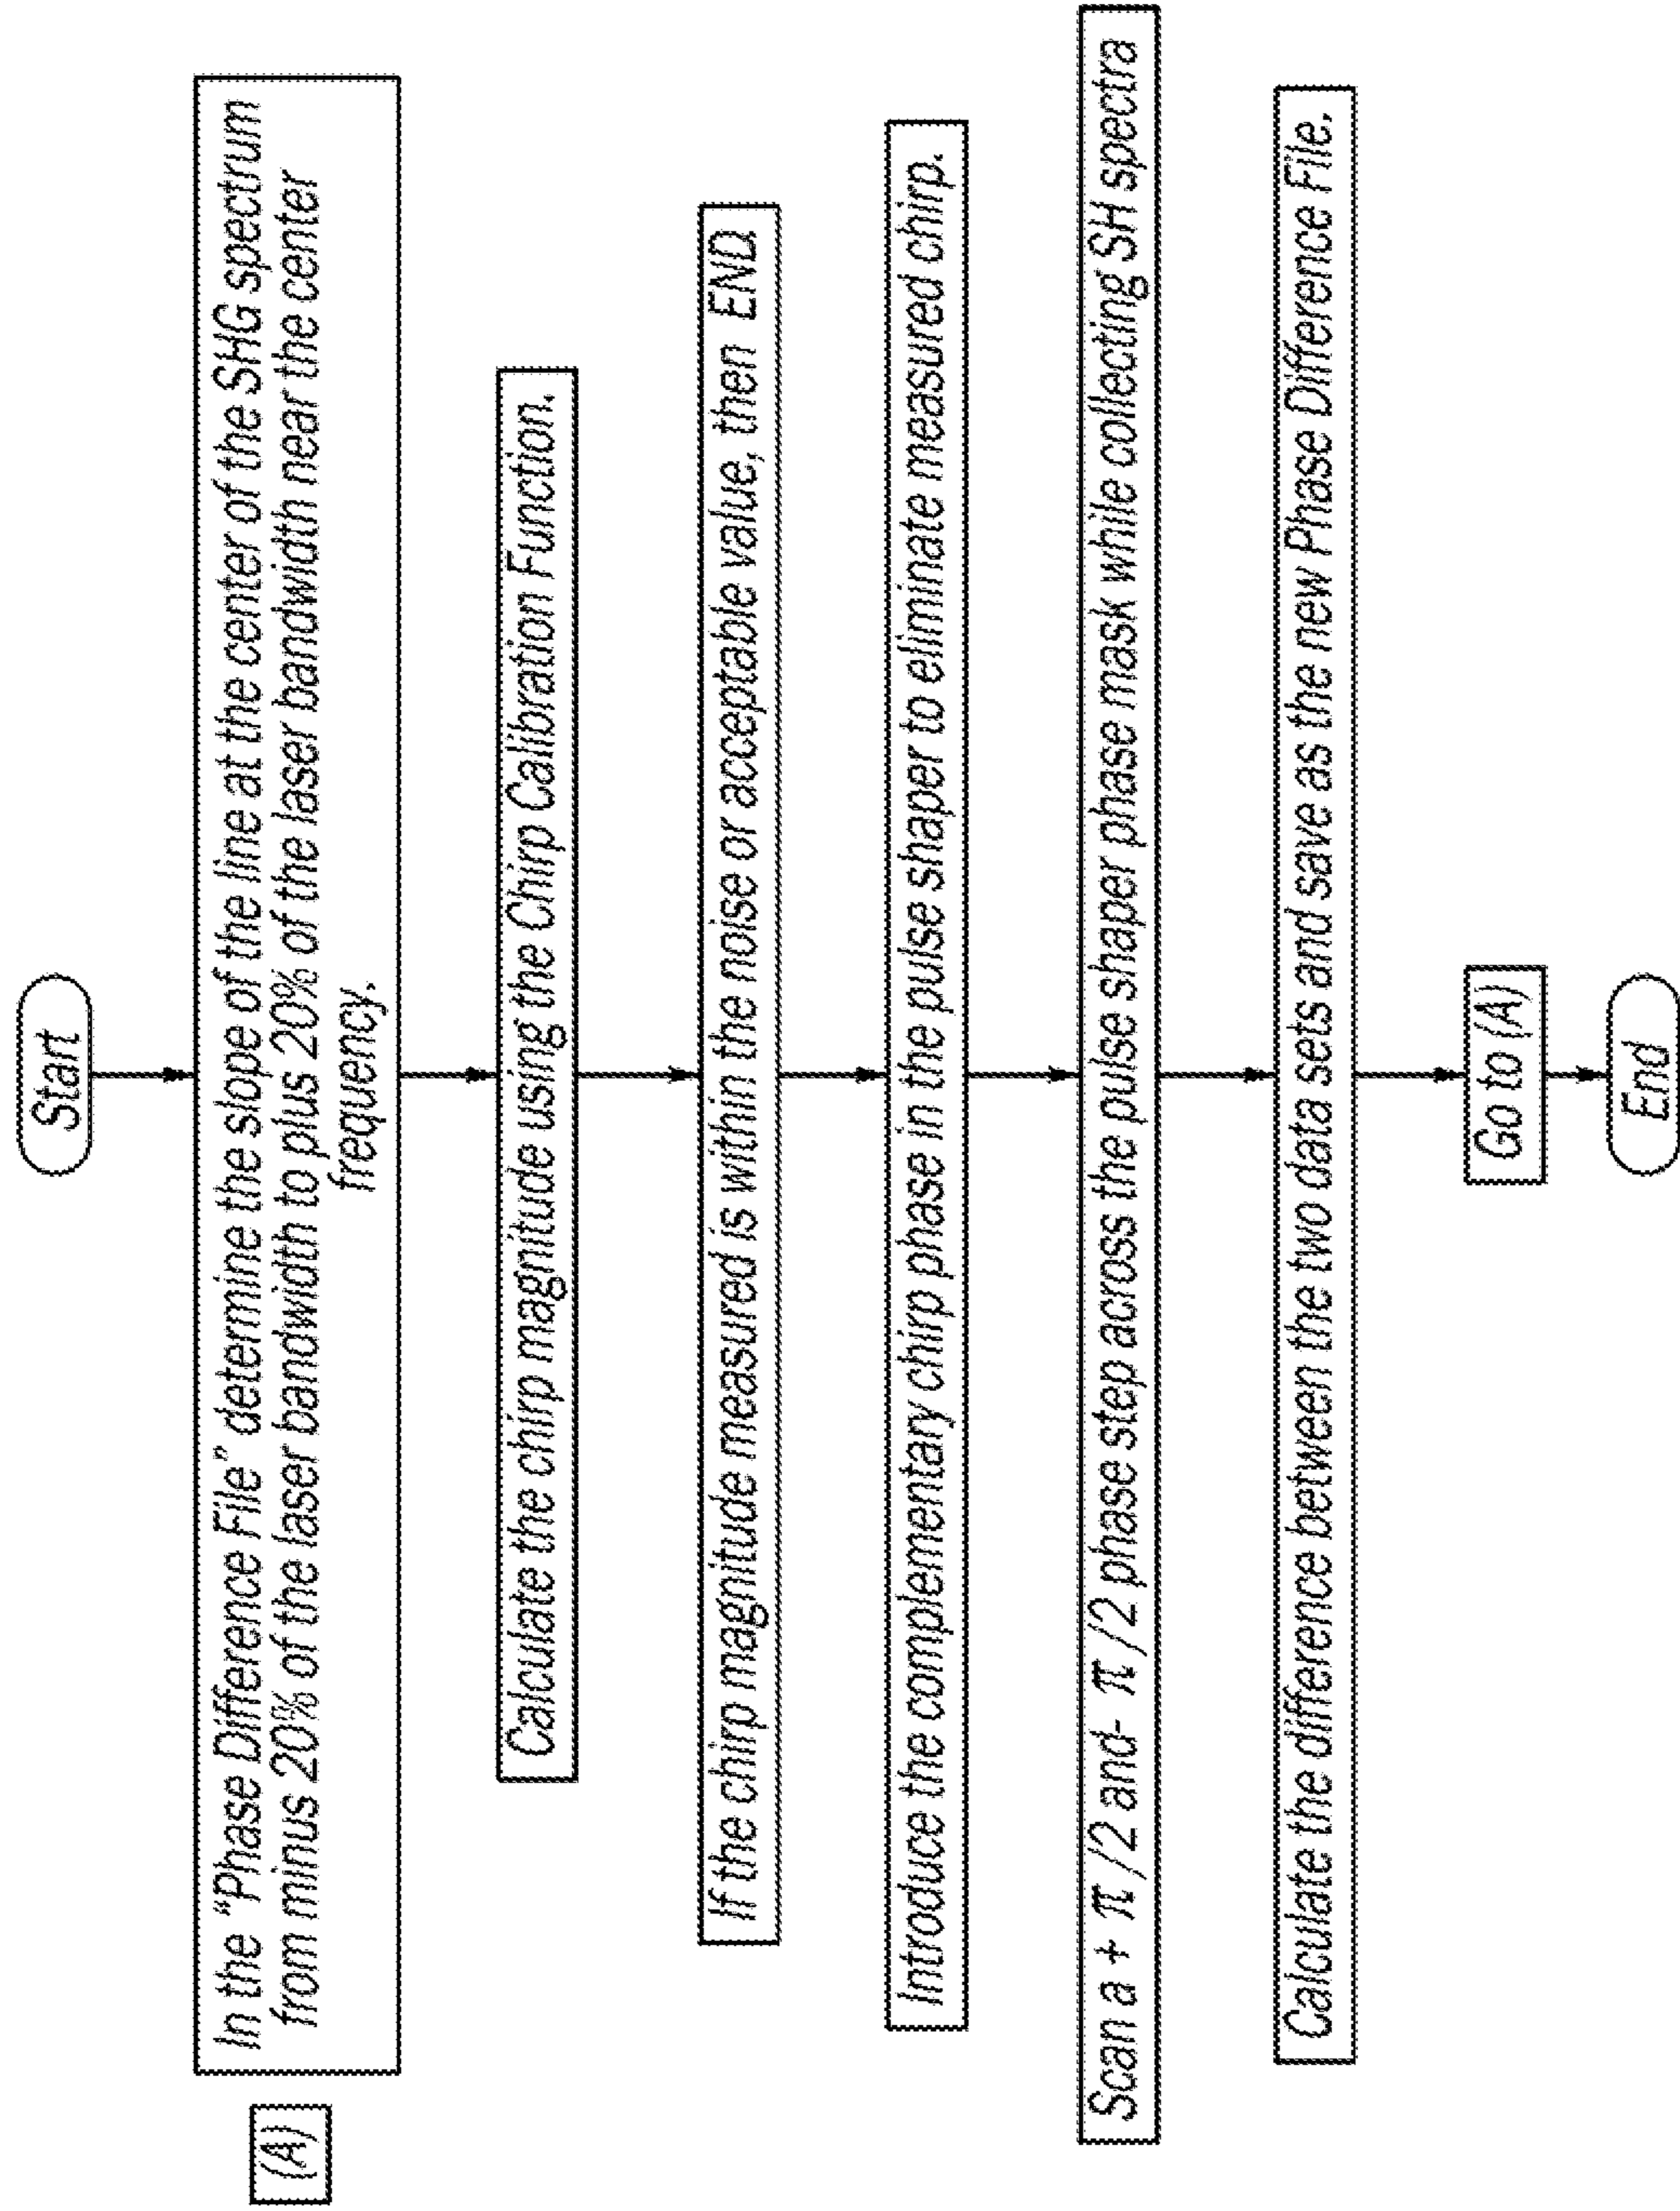 Start
(A)
In the "Phase Difference File" determine the slope of the line at the center of the SHG spectrum
from minus 20% of the laser bandwidth to plus 20% of the laser bandwidth near the center
frequency.
Calculate the chirp magnitude using the Chirp Calibration Function.
If the chirp magnitude measured is within the noise or acceptable value, then END.
Introduce the complementary chirp phase in the pulse shaper to eliminate measured chirp.
Scan a + π /2 and- π /2 phase step across the pulse shaper phase mask while collecting SH spectra
Calculate the difference between the two data sets and save as the new Phase Difference File.
Go to (A)
End